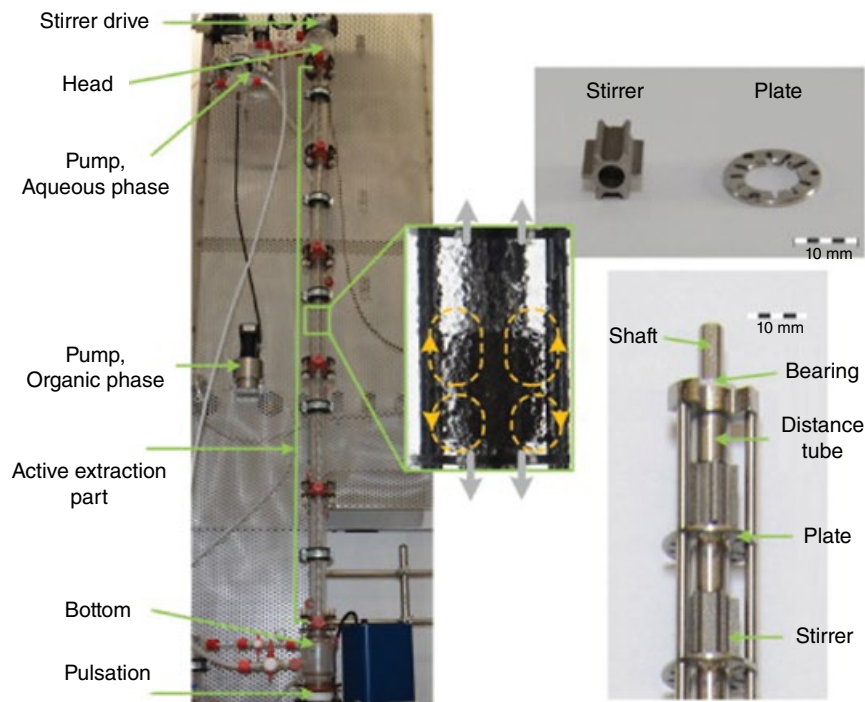 Stirrer drive
Head
Pump,
Aqueous phase
Pump,
Organic phase
Active extraction
part
Bottom
Pulsation
Stirrer
Plate
10 mm
10 mm
Shaft
Bearing
Distance
tube
Plate
Stirrer